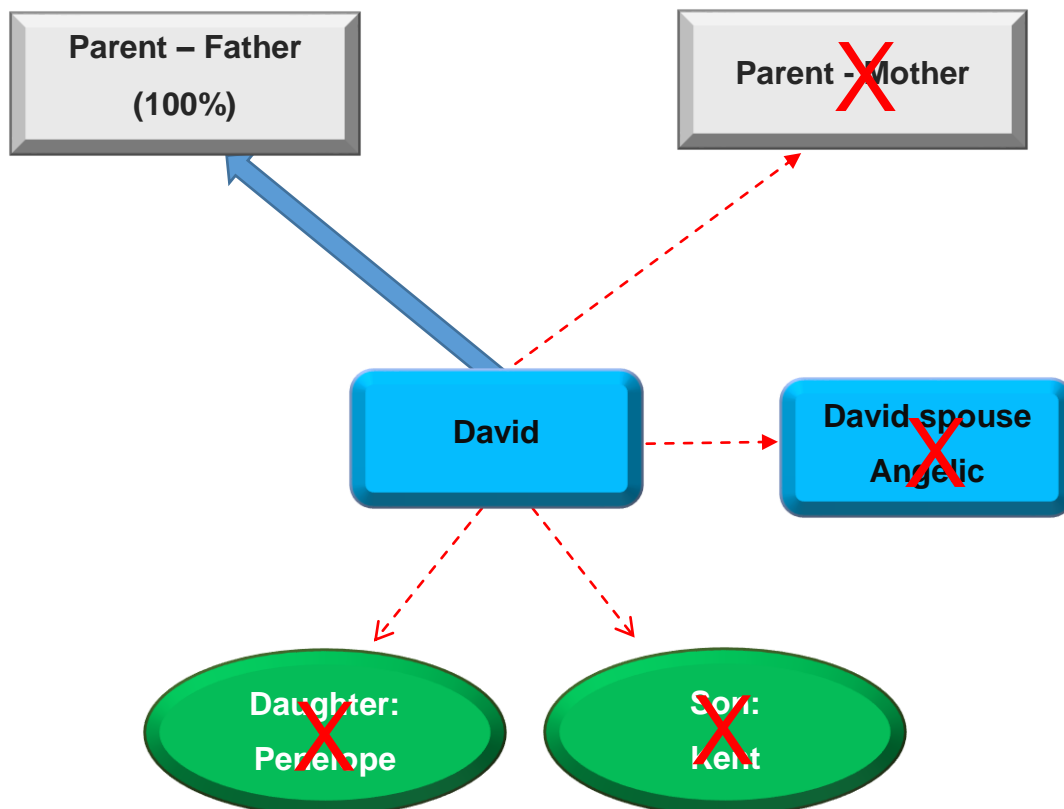 Parent – Father
(100%)
Parent - Mother
David
David spouse
Angelic
Daughter:
Penelope
Son:
Kent